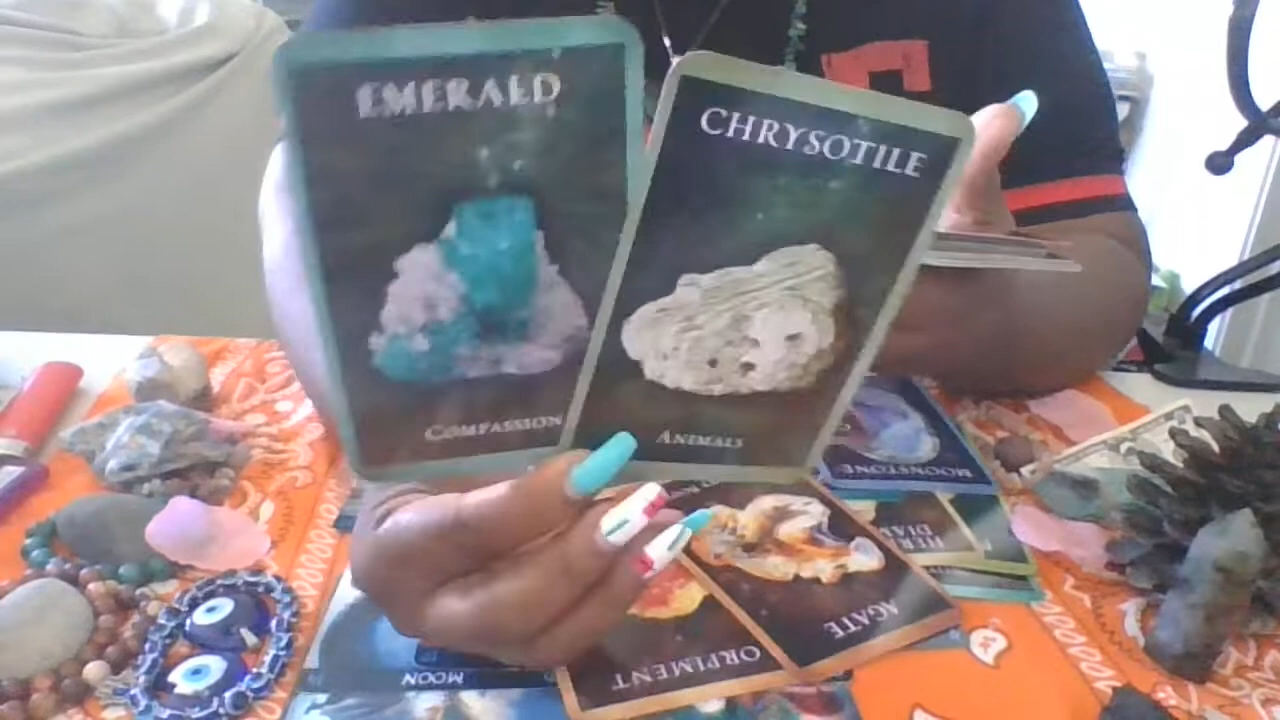 EMERALD
COMPASSION
CHRYSOTILE
ANIMALS
MOONSTONE
AGATE
ORPIMENT
MOON